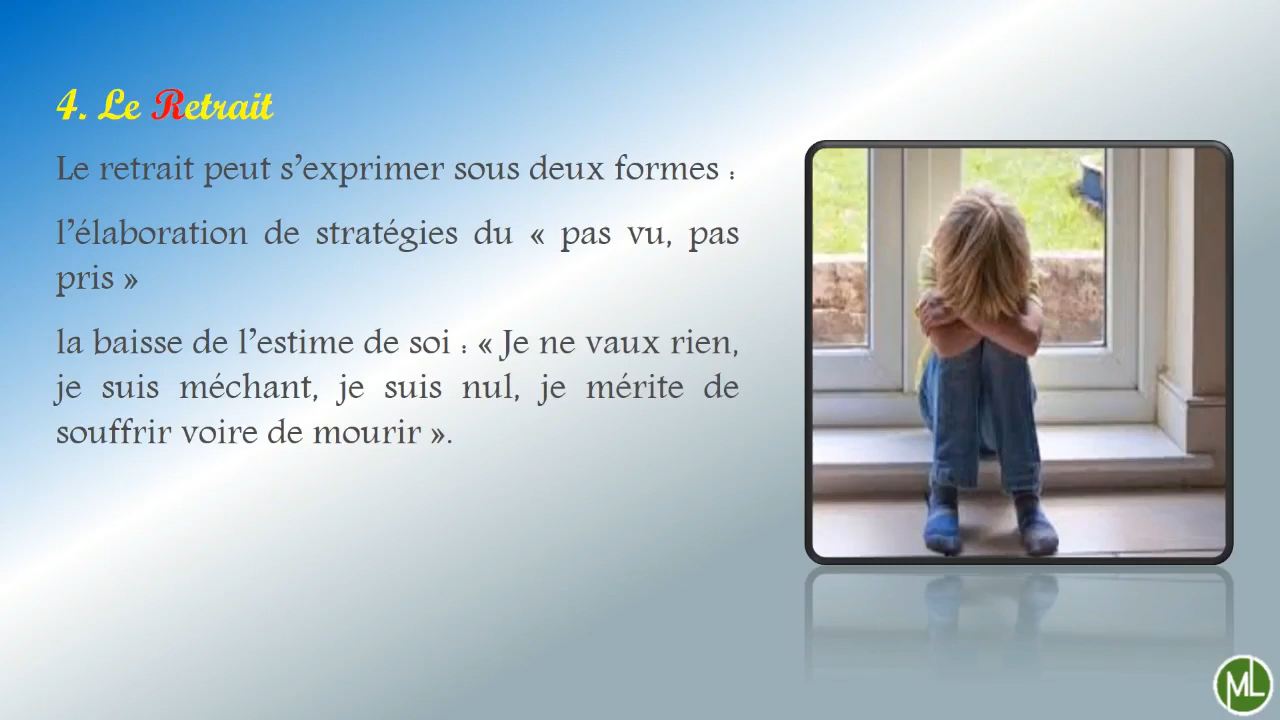 4. Le Retrait
Le retrait peut s’exprimer sous deux formes :
l’élaboration de stratégies du « pas vu, pas
pris »
la baisse de l’estime de soi : « Je ne vaux rien,
je suis méchant, je suis nul, je mérite de
souffrir voire de mourir ».
ML